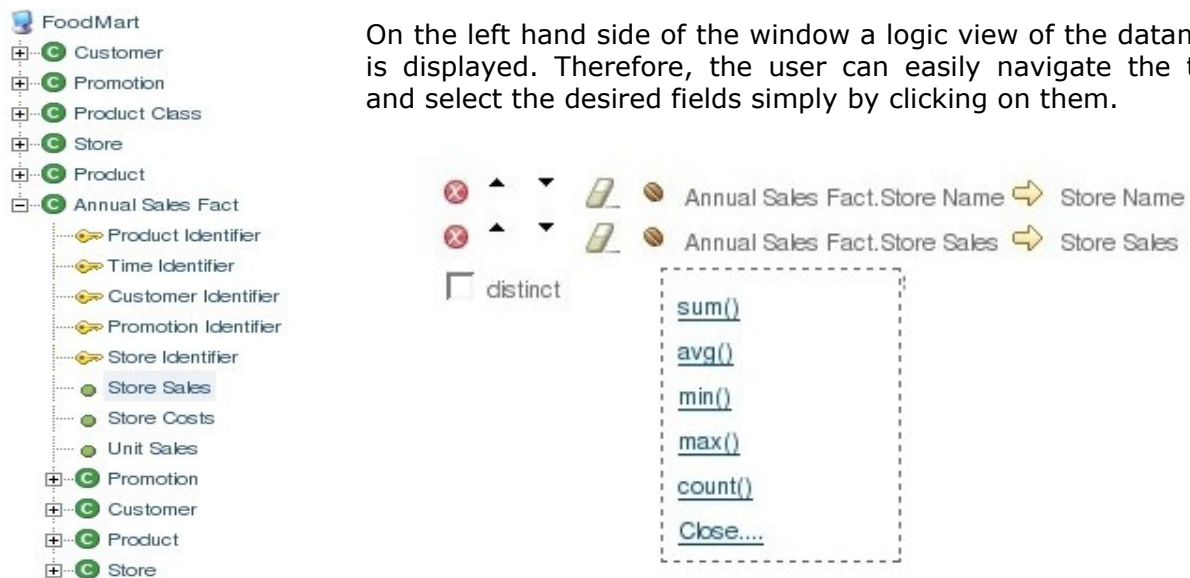 FoodMart
Customer
Promotion
Product Class
Store
Product
Annual Sales Fact
Product Identifier
Time Identifier
Customer Identifier
Promotion Identifier
Store Identifier
Store Sales
Store Costs
Unit Sales
Promotion
Customer
Product
Store
On the left hand side of the window a logic view of the
is displayed. Therefore, the user can easily navigate the
and select the desired fields simply by clicking on them.
Annual Sales Fact.Store Name Store Name
Annual Sales Fact.Store Sales Store Sales
distinct
sum()
avg()
min()
max()
count()
Close....